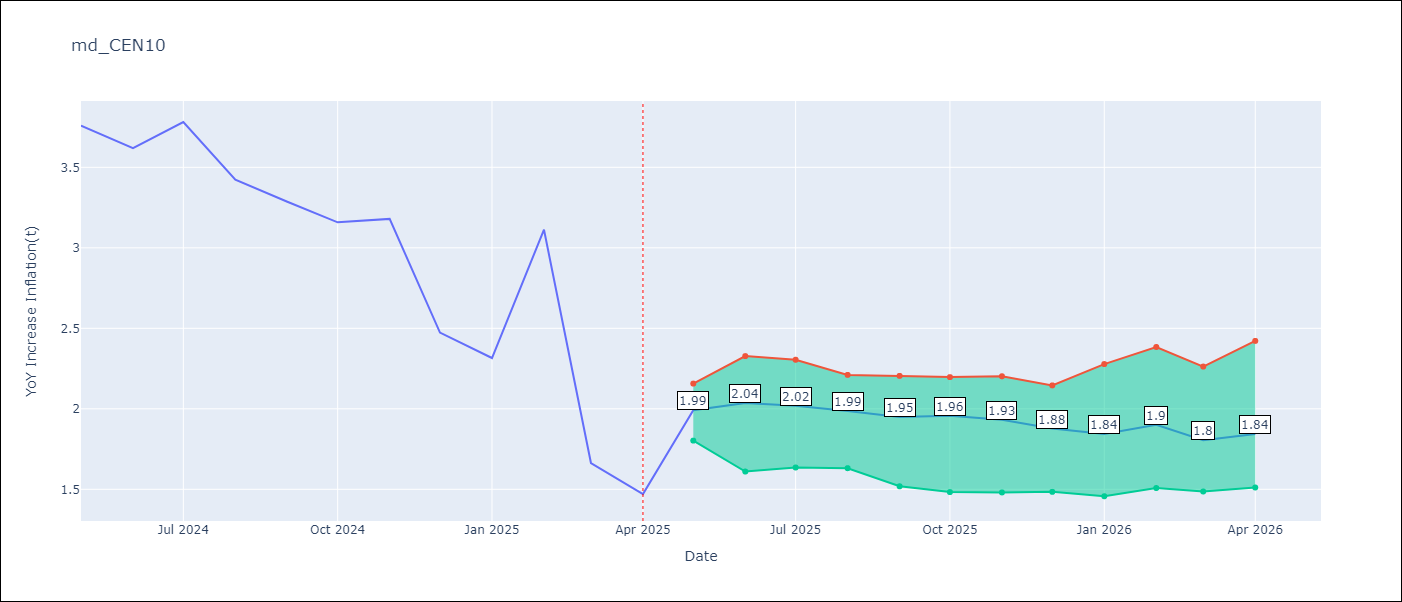 md_CEN10
YoY Increase Inflation(t)
3.5
3
2.5
2
1.5
1.99
2.04
2.02
1.99
1.95
1.96
1.93
1.88
1.84
1.9
1.8
1.84
Jul 2024
Oct 2024
Jan 2025
Apr 2025
Jul 2025
Oct 2025
Jan 2026
Apr 2026
Date